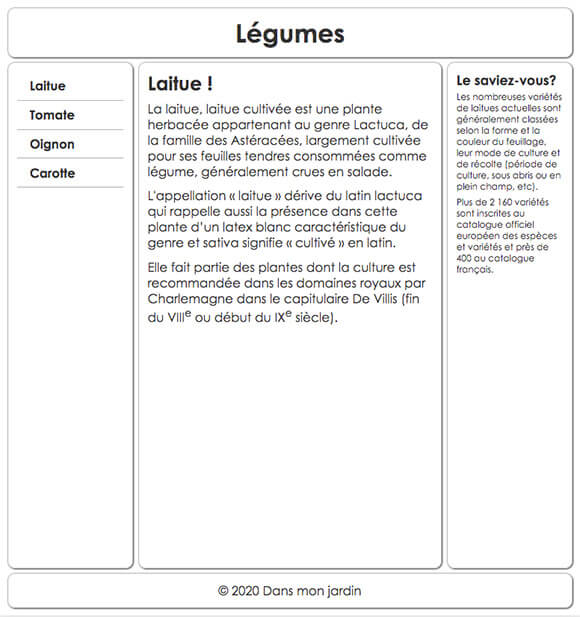 Légumes
Laitue
Tomate
Oignon
Carotte
Laitue !
La laitue, laitue cultivée est une plante
herbacée appartenant au genre Lactuca, de
la famille des Astéracées, largement cultivée
pour ses feuilles tendres consommées comme
légume, généralement crues en salade.
L'appellation « laitue » dérive du latin lactuca
qui rappelle aussi la présence dans cette
plante d'un latex blanc caractéristique du
genre et sativa signifie « cultivé » en latin.
Elle fait partie des plantes dont la culture est
recommandée dans les domaines royaux par
Charlemagne dans le capitulaire De Villis (fin
du VIIIe ou début du IXe siècle).
Le saviez-vous?
Les nombreuses variétés
de laitues actuelles sont
généralement classées
selon la forme et la
couleur du feuillage,
leur mode de culture et
de récolte (période de
culture, sous abris ou en
plein champ, etc).
Plus de 2 160 variétés
sont inscrites au
catalogue officiel
européen des espèces
et variétés et près de
400 au catalogue
français.
© 2020 Dans mon jardin